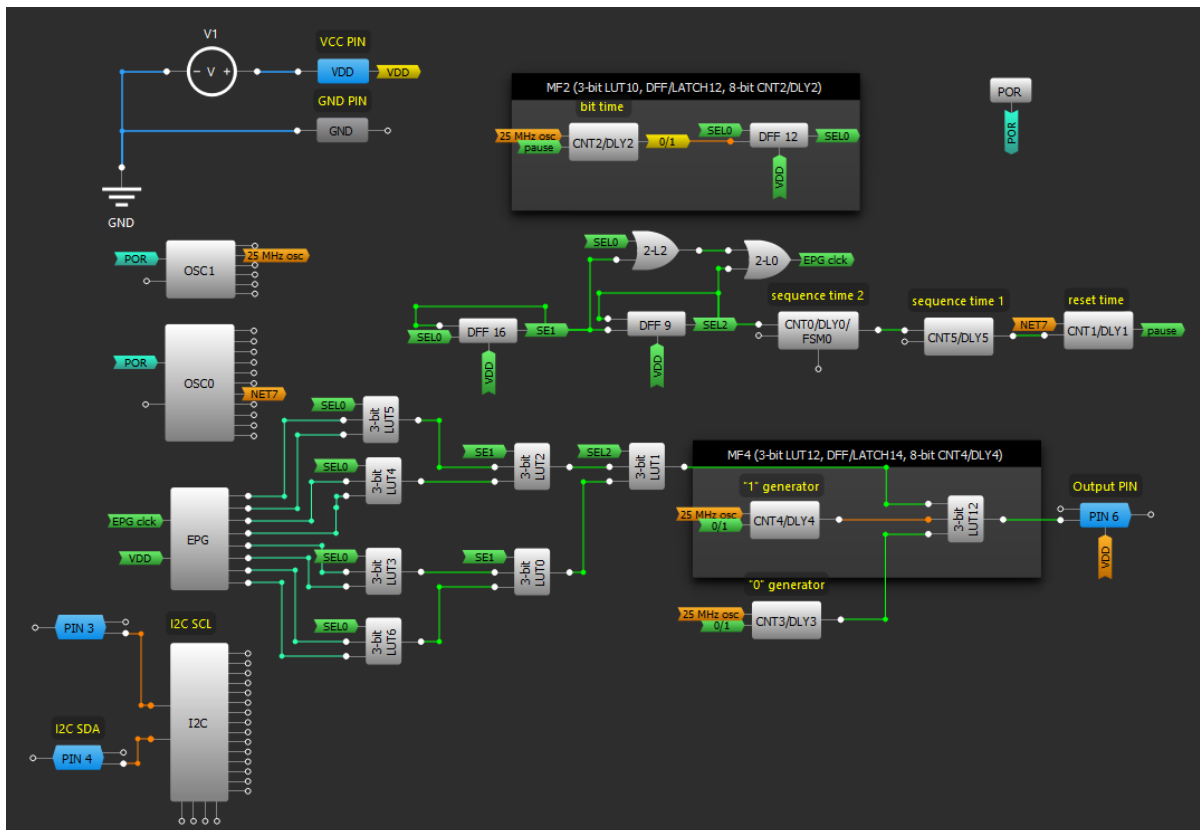 V1
VCC PIN
− V +
VDD
VDD
GND PIN
GND
GND
MF2 (3-bit LUT10, DFF/LATCH12, 8-bit CNT2/DLY2)
bit time
25 MHz osc
pause
CNT2/DLY2
0/1
SEL0
DFF 12
SEL0
VDD
POR
POR
POR
OSC1
25 MHz osc
SEL0
2-L2
2-L0
EPG clck
SEL0
DFF 16
SE1
VDD
DFF 9
SEL2
VDD
sequence time 2
CNT0/DLY0/
FSM0
sequence time 1
CNT5/DLY5
reset time
NET7
CNT1/DLY1
pause
POR
OSC0
NET7
SEL0
3-bit
LUT5
SEL0
3-bit
LUT4
SE1
3-bit
LUT2
SEL2
3-bit
LUT1
EPG clck
VDD
EPG
SEL0
3-bit
LUT3
SE1
3-bit
LUT0
SEL0
3-bit
LUT6
MF4 (3-bit LUT12, DFF/LATCH14, 8-bit CNT4/DLY4)
"1" generator
25 MHz osc
0/1
CNT4/DLY4
3-bit
LUT12
Output PIN
PIN 6
VDD
"0" generator
25 MHz osc
0/1
CNT3/DLY3
PIN 3
I2C SCL
I2C
I2C SDA
PIN 4